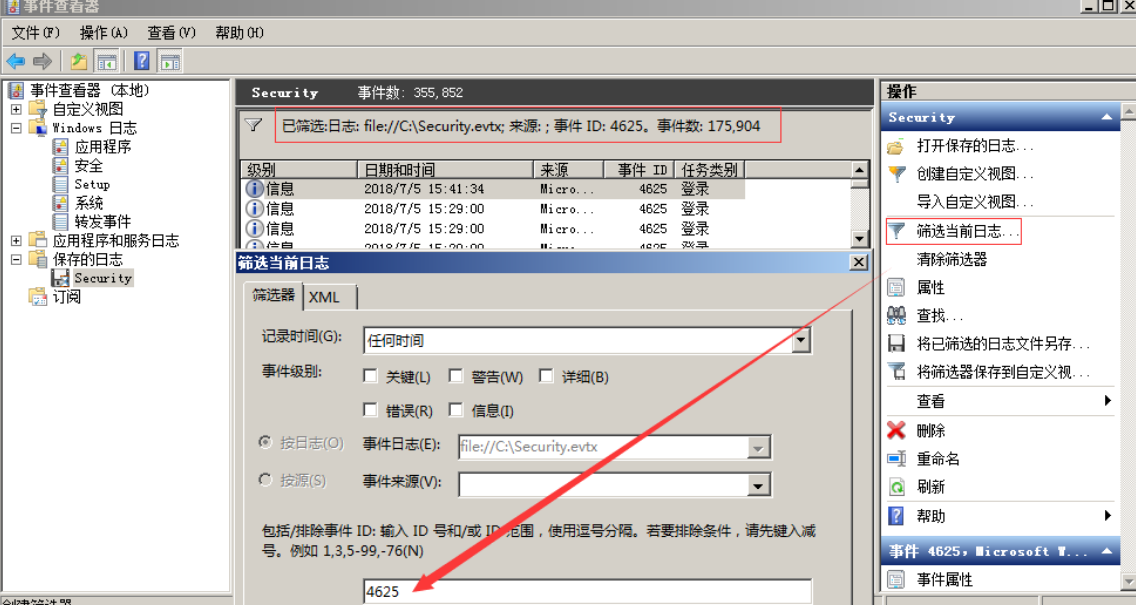 事件查看器
文件(F) 操作(A) 查看(V) 帮助(H)
事件查看器 (本地)
自定义视图
Windows 日志
应用程序
安全
Setup
系统
转发事件
应用程序和服务日志
保存的日志
Security
订阅
Security 事件数: 355,852
已筛选:日志: file://C:\Security.evtx; 来源: ; 事件 ID: 4625。事件数: 175,904
级别 日期和时间 来源 事件 ID 任务类别
信息 2018/7/5 15:41:34 Micro... 4625 登录
信息 2018/7/5 15:29:00 Micro... 4625 登录
信息 2018/7/5 15:29:00 Micro... 4625 登录
信息 2018/7/5 15:29:00 Micro... 4625 登录
筛选当前日志
筛选器 XML
记录时间(G): 任何时间
事件级别: 关键(L) 警告(W) 详细(B)
错误(R) 信息(I)
按日志(O) 事件日志(E): file://C:\Security.evtx
按源(S) 事件来源(V):
包括/排除事件 ID: 输入 ID 号和/或 ID 范围，使用逗号分隔。若要排除条件，请先键入减
号。例如 1,3,5-99,-76(N)
4625
操作
Security
打开保存的日志...
创建自定义视图...
导入自定义视图...
筛选当前日志...
清除筛选器
属性
查找...
将已筛选的日志文件另存...
将筛选器保存到自定义视...
查看
删除
重命名
刷新
帮助
事件 4625，Microsoft W...
事件属性